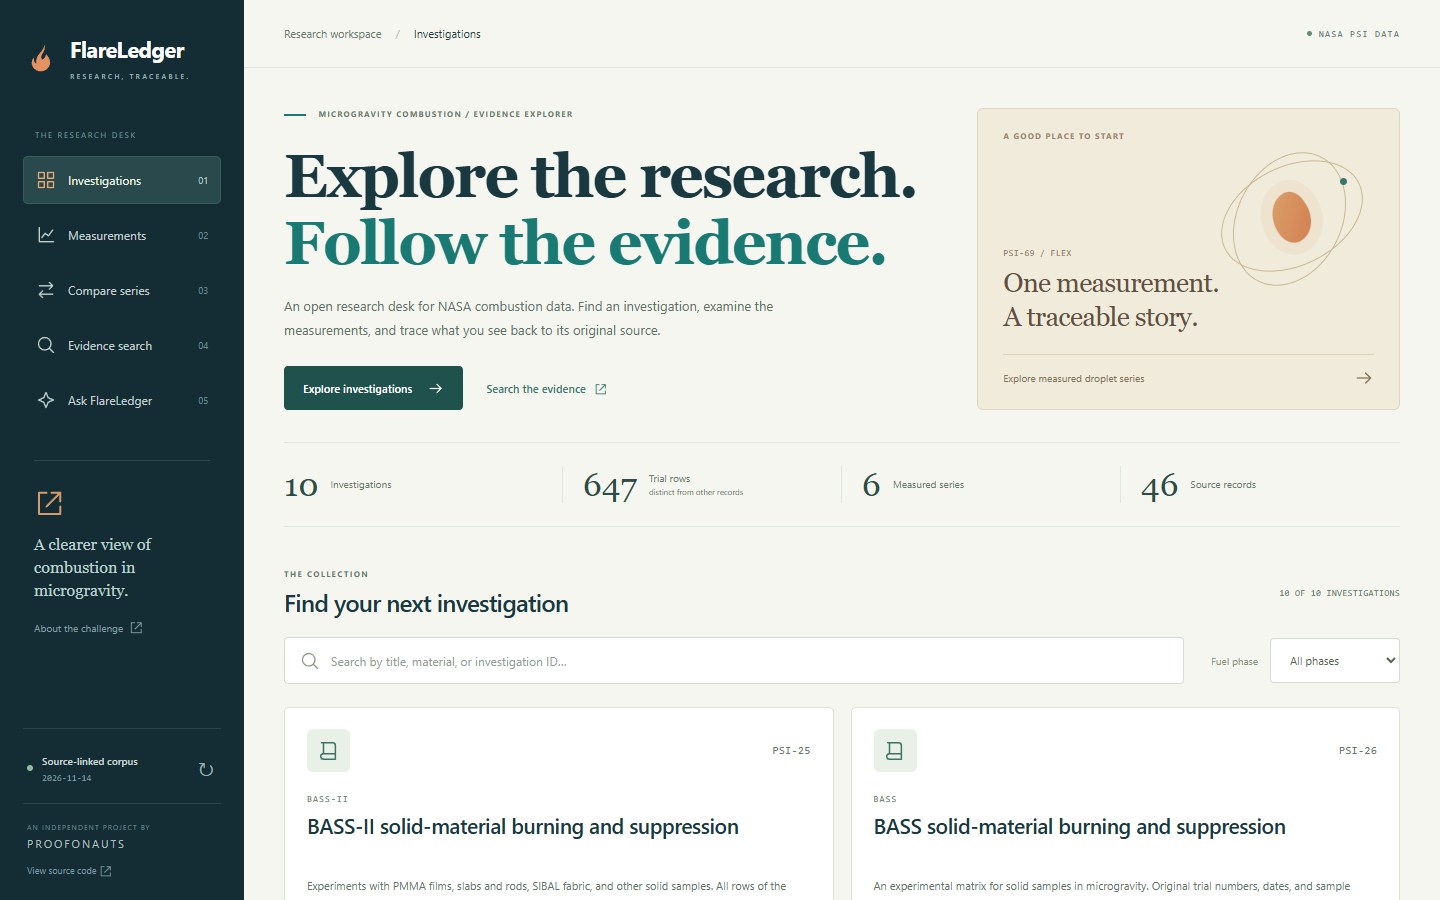 FlareLedger
RESEARCH, TRACEABLE.
THE RESEARCH DESK
Investigations 01
Measurements 02
Compare series 03
Evidence search 04
Ask FlareLedger 05
A clearer view of
combustion in
microgravity.
About the challenge
Source-linked corpus
2026-11-14
AN INDEPENDENT PROJECT BY
PROOFONAUTS
View source code
Research workspace / Investigations
NASA PSI DATA
MICROGRAVITY COMBUSTION / EVIDENCE EXPLORER
Explore the research.
Follow the evidence.
An open research desk for NASA combustion data. Find an investigation, examine the
measurements, and trace what you see back to its original source.
Explore investigations
Search the evidence
A GOOD PLACE TO START
PSI-69 / FLEX
One measurement.
A traceable story.
Explore measured droplet series
10 Investigations
647 Trial rows
distinct from other records
6 Measured series
46 Source records
THE COLLECTION
Find your next investigation
10 OF 10 INVESTIGATIONS
Search by title, material, or investigation ID...
Fuel phase
All phases
PSI-25
BASS-II
BASS-II solid-material burning and suppression
Experiments with PMMA films, slabs and rods, SIBAL fabric, and other solid samples. All rows of the
PSI-26
BASS
BASS solid-material burning and suppression
An experimental matrix for solid samples in microgravity. Original trial numbers, dates, and sample